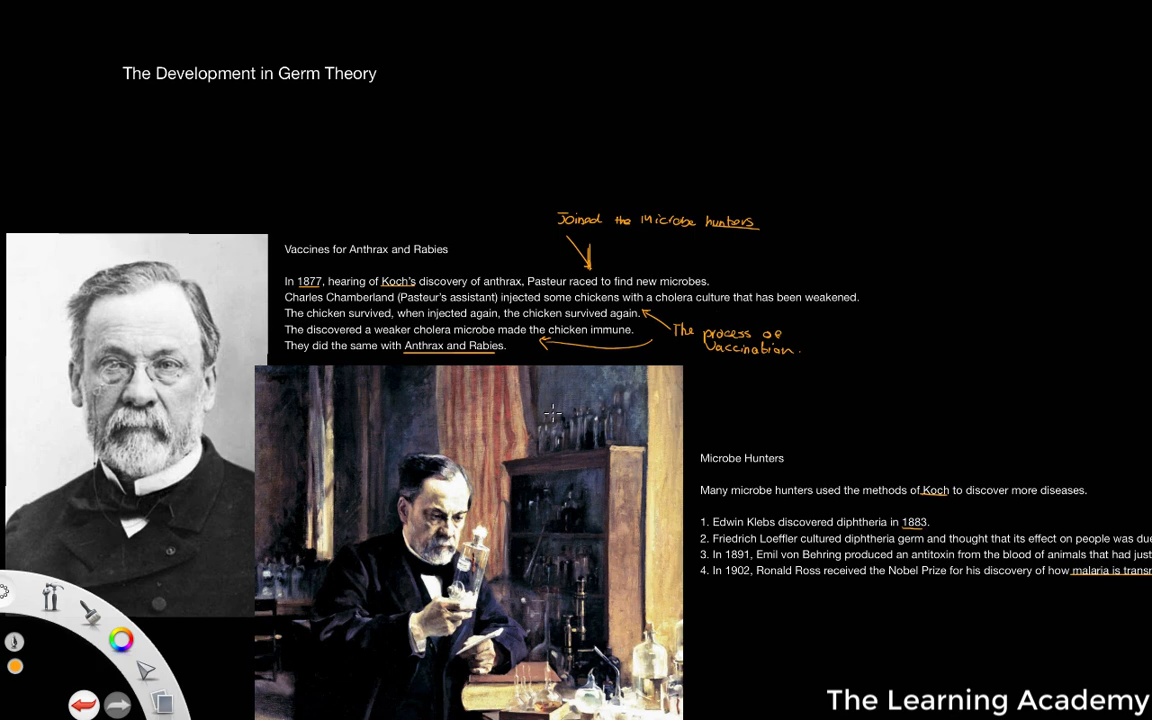 The Development in Germ Theory
Joined the Microbe hunters
Vaccines for Anthrax and Rabies
In 1877, hearing of Koch's discovery of anthrax, Pasteur raced to find new microbes.
Charles Chamberland (Pasteur's assistant) injected some chickens with a cholera culture that has been weakened.
The chicken survived, when injected again, the chicken survived again.
The discovered a weaker cholera microbe made the chicken immune.
They did the same with Anthrax and Rabies.
The process of
Vaccination.
Microbe Hunters
Many microbe hunters used the methods of Koch to discover more diseases.
1. Edwin Klebs discovered diphtheria in 1883.
2. Friedrich Loeffler cultured diphtheria germ and thought that its effect on people was due
3. In 1891, Emil von Behring produced an antitoxin from the blood of animals that had just
4. In 1902, Ronald Ross received the Nobel Prize for his discovery of how malaria is transm
The Learning Academy